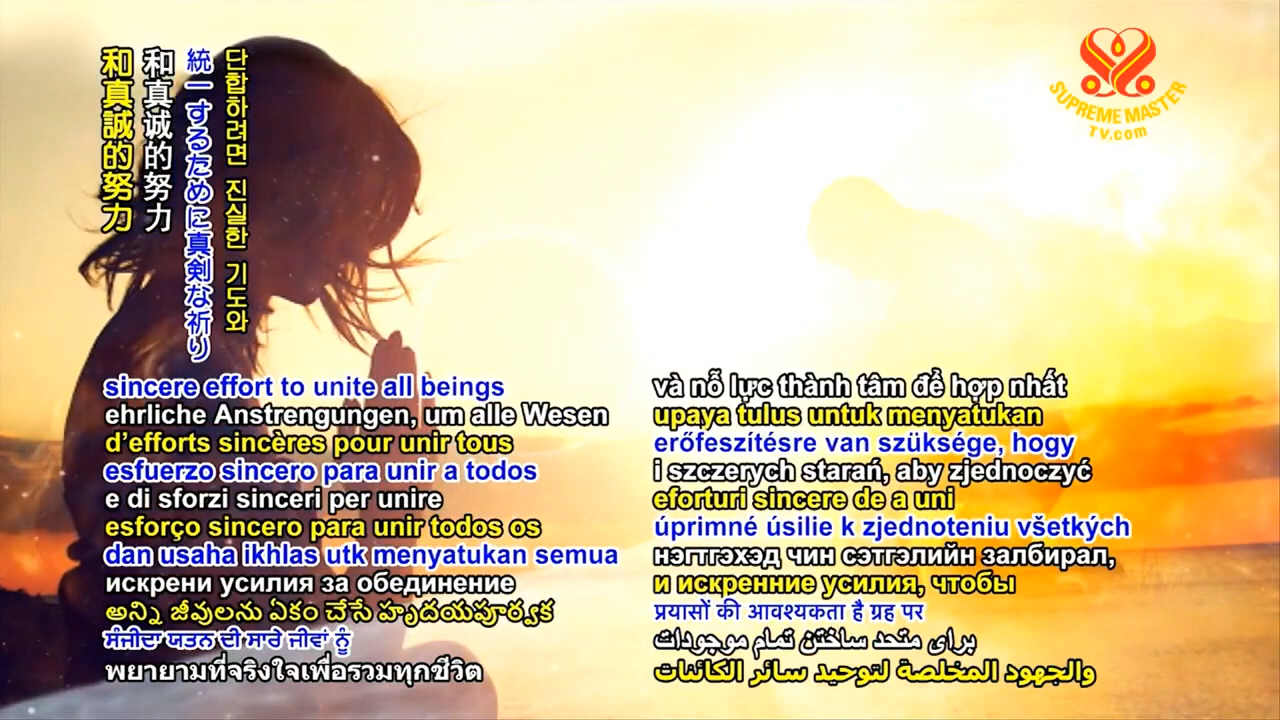 和真誠的努力
和真诚的努力
統一するために真剣な祈り
단합하려면 진실한 기도와
SUPREME MASTER
TV.com
sincere effort to unite all beings
ehrliche Anstrengungen, um alle Wesen
d’efforts sincères pour unir tous
esfuerzo sincero para unir a todos
e di sforzi sinceri per unire
esforço sincero para unir todos os
dan usaha ikhlas utk menyatukan semua
искрени усилия за обединение
అన్ని జీవులను ఏకం చేసే హృదయపూర్వక
ਸੰਜੀਦਾ ਯਤਨ ਦੀ ਸਾਰੇ ਜੀਵਾਂ ਨੂੰ
พยายามที่จริงใจเพื่อรวมทุกชีวิต
và nỗ lực thành tâm để hợp nhất
upaya tulus untuk menyatukan
erőfeszítésre van szüksége, hogy
i szczerych starań, aby zjednoczyć
eforturi sincere de a uni
úprimné úsilie k zjednoteniu všetkých
нэгтгэхэд чин сэтгэлийн залбирал,
и искренние усилия, чтобы
प्रयासों की आवश्यकता है ग्रह पर
برای متحد ساختن تمام موجودات
والجهود المخلصة لتوحيد سائر الكائنات